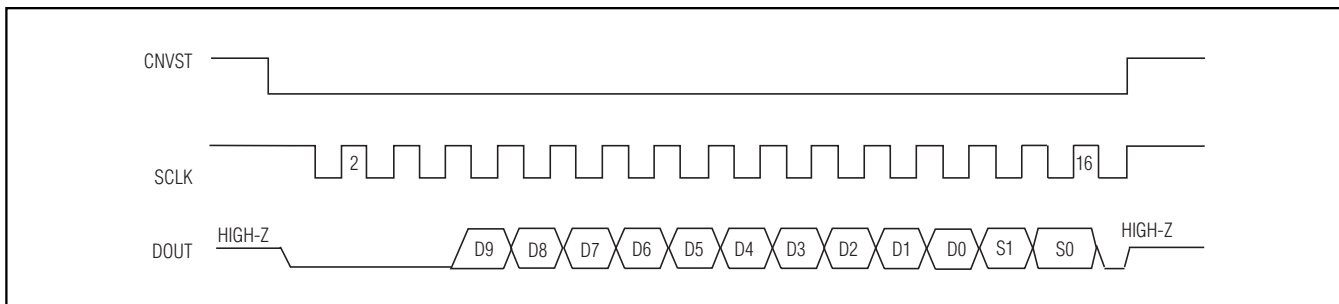 CNVST
SCLK 2 16
DOUT HIGH-Z D9 D8 D7 D6 D5 D4 D3 D2 D1 D0 S1 S0 HIGH-Z